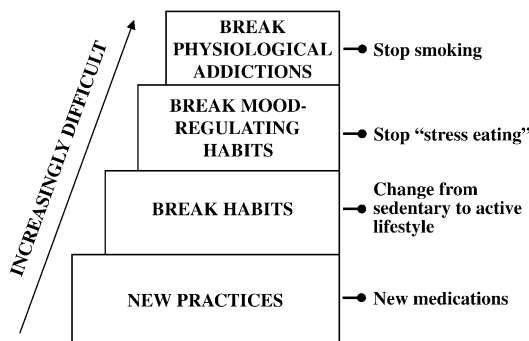 INCREASINGLY DIFFICULT
BREAK
PHYSIOLOGICAL
ADDICTIONS
Stop smoking
BREAK MOOD-
REGULATING
HABITS
Stop “stress eating”
BREAK HABITS
Change from
sedentary to active
lifestyle
NEW PRACTICES
New medications